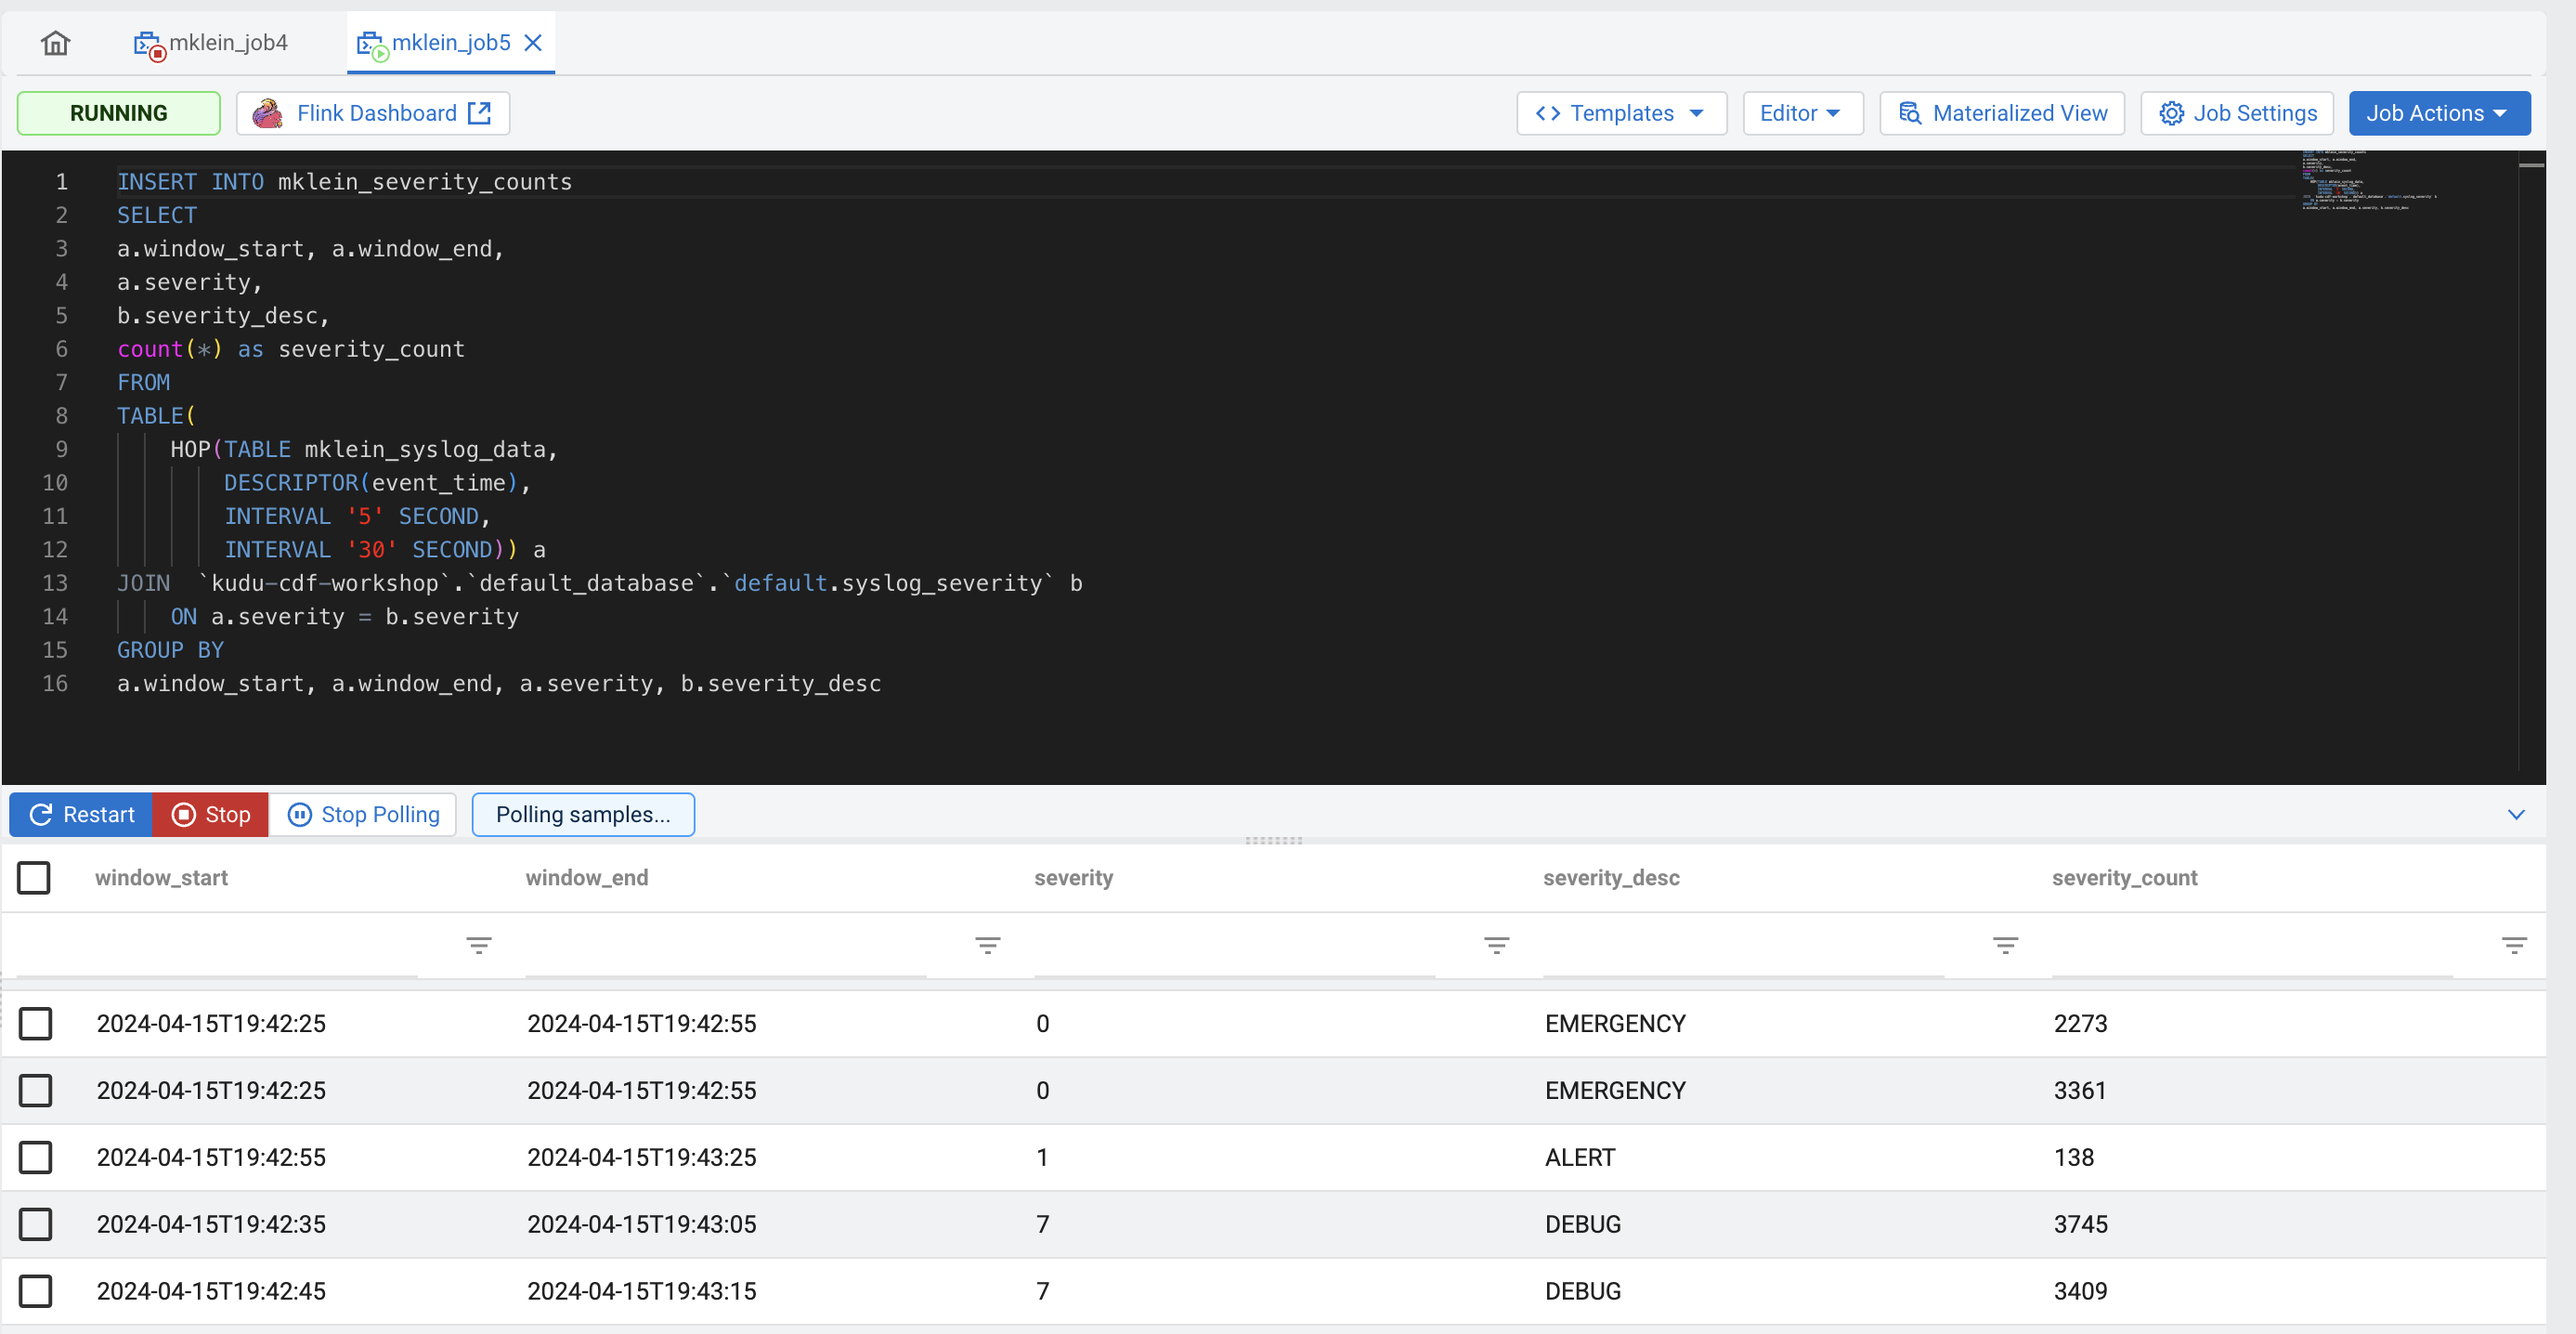 mklein_job4 mklein_job5
RUNNING Flink Dashboard <> Templates Editor Materialized View Job Settings Job Actions
1 INSERT INTO mklein_severity_counts
2 SELECT
3 a.window_start, a.window_end,
4 a.severity,
5 b.severity_desc,
6 count(*) as severity_count
7 FROM
8 TABLE(
9 HOP(TABLE mklein_syslog_data,
10 DESCRIPTOR(event_time),
11 INTERVAL '5' SECOND,
12 INTERVAL '30' SECOND)) a
13 JOIN  `kudu-cdf-workshop`.`default_database`.`default.syslog_severity` b
14 ON a.severity = b.severity
15 GROUP BY
16 a.window_start, a.window_end, a.severity, b.severity_desc
Restart Stop Stop Polling Polling samples...
window_start window_end severity severity_desc severity_count
2024-04-15T19:42:25 2024-04-15T19:42:55 0 EMERGENCY 2273
2024-04-15T19:42:25 2024-04-15T19:42:55 0 EMERGENCY 3361
2024-04-15T19:42:55 2024-04-15T19:43:25 1 ALERT 138
2024-04-15T19:42:35 2024-04-15T19:43:05 7 DEBUG 3745
2024-04-15T19:42:45 2024-04-15T19:43:15 7 DEBUG 3409